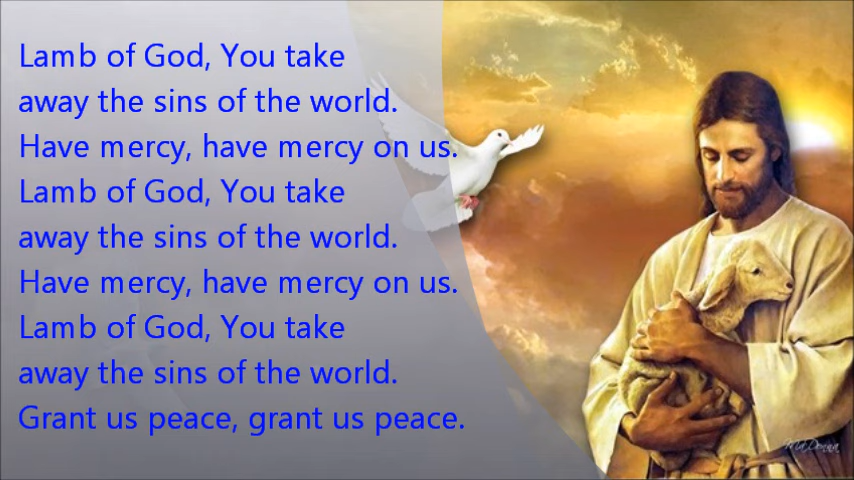 Lamb of God, You take
away the sins of the world.
Have mercy, have mercy on us.
Lamb of God, You take
away the sins of the world.
Have mercy, have mercy on us.
Lamb of God, You take
away the sins of the world.
Grant us peace, grant us peace.
MaDonna